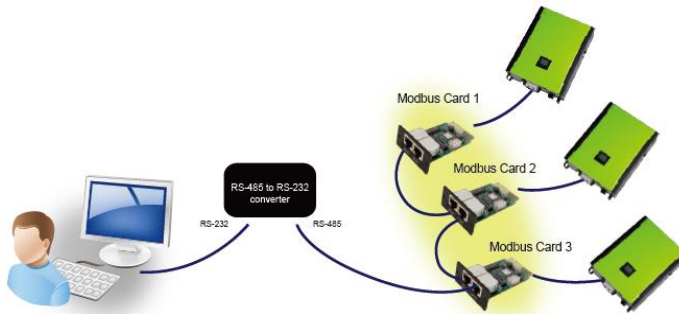 Modbus Card 1
Modbus Card 2
RS-485 to RS-232
converter
RS-232
RS-485
Modbus Card 3